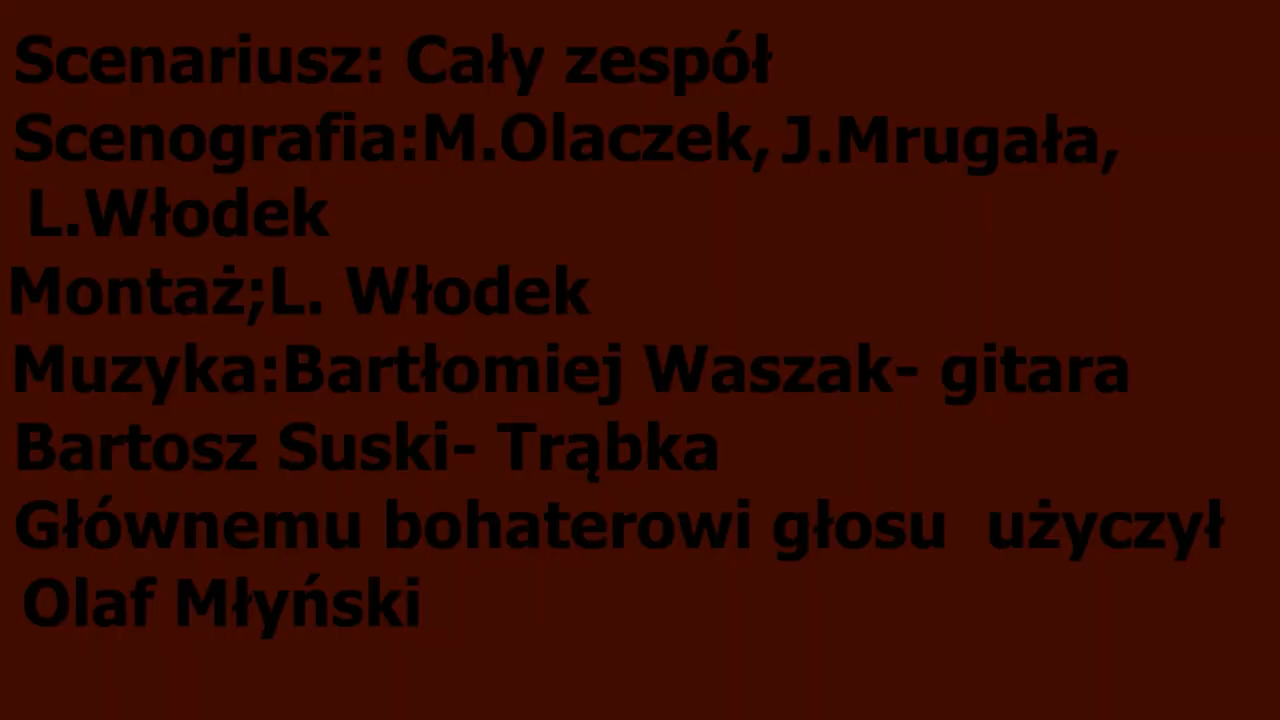 Scenariusz: Cały zespół
Scenografia:M.Olaczek, J.Mrugała,
L.Włodek
Montaż;L. Włodek
Muzyka:Bartłomiej Waszak- gitara
Bartosz Suski- Trąbka
Głównemu bohaterowi głosu  użyczył
Olaf Młyński